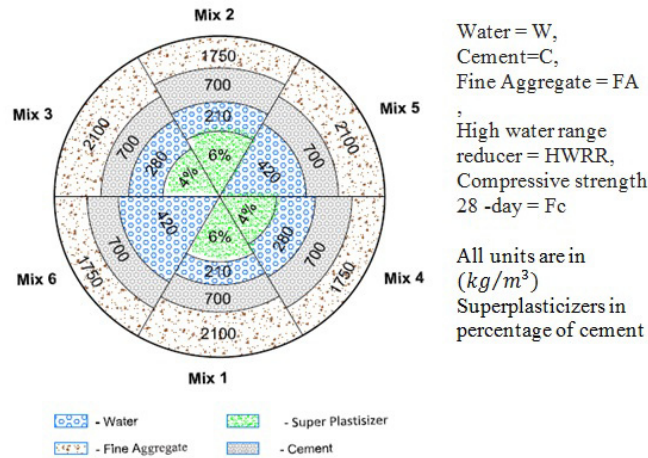 Mix 2
1750
700
210
6%
Mix 5
2100
700
420
Mix 3
2100
700
280
4%
Mix 6
1750
700
420
Mix 4
1750
700
280
4%
6%
210
700
2100
Mix 1
- Water
- Super Plastisizer
- Fine Aggregate
- Cement
Water = W,
Cement=C,
Fine Aggregate = FA
,
High water range
reducer = HWRR,
Compressive strength
28 -day = Fc
All units are in
(kg/m³)
Superplasticizers in
percentage of cement